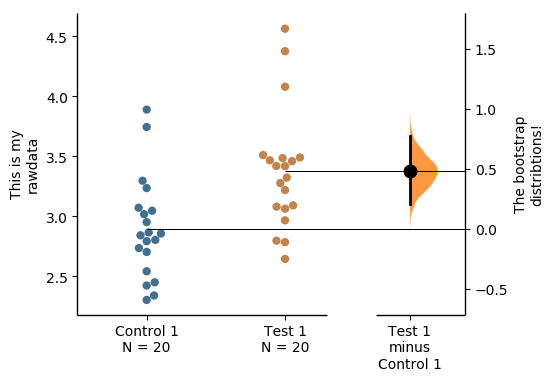 This is my
rawdata
4.5
4.0
3.5
3.0
2.5
Control 1
N = 20
Test 1
N = 20
Test 1
minus
Control 1
1.5
1.0
0.5
0.0
−0.5
The bootstrap
distribtions!